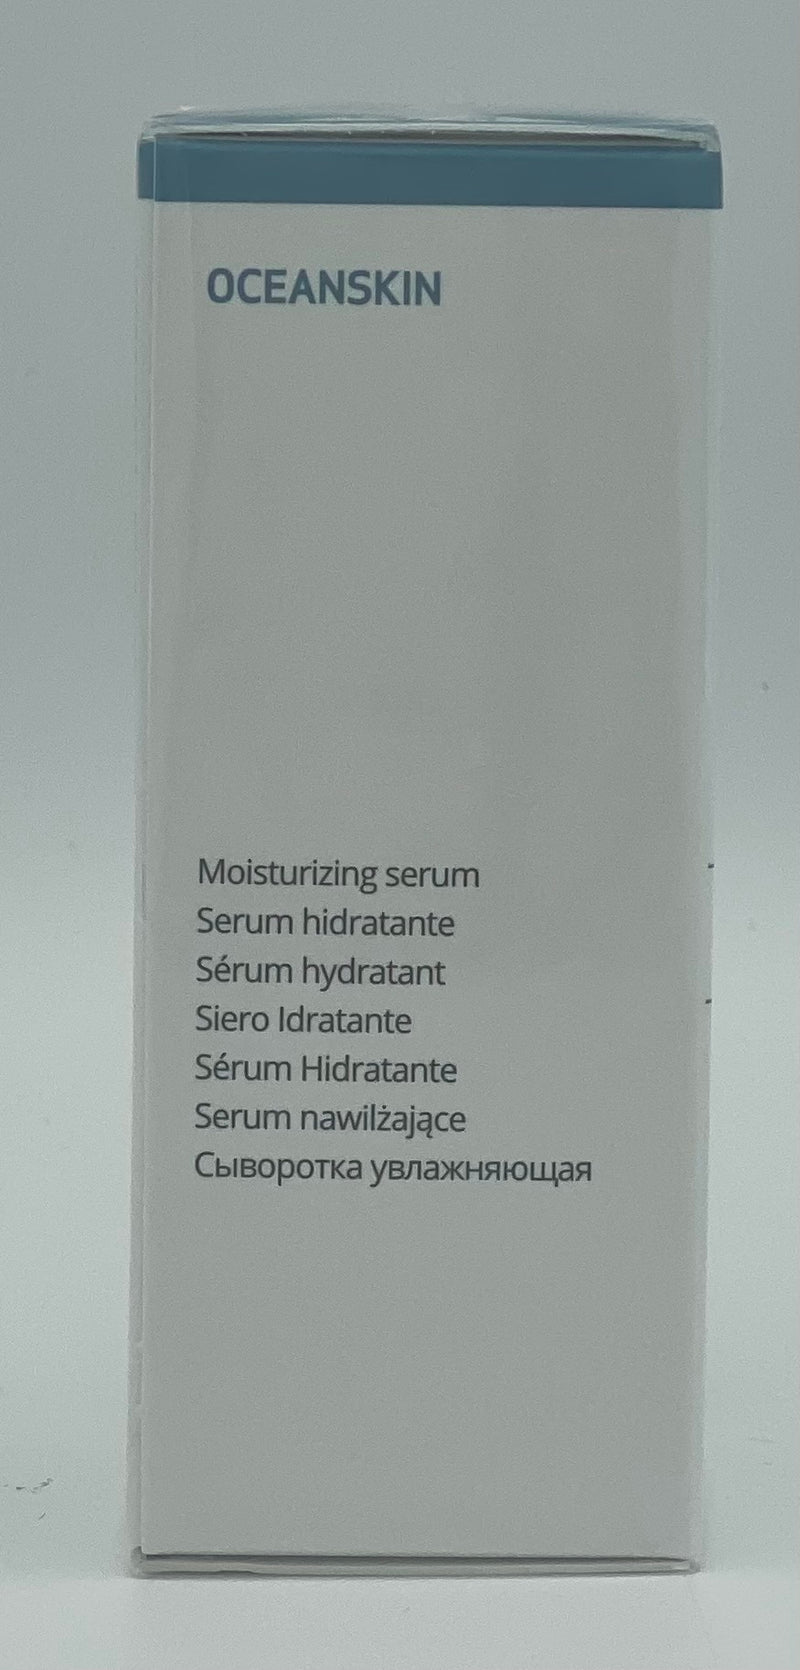 OCEANSKIN
Moisturizing serum
Serum hidratante
Sérum hydratant
Siero Idratante
Sérum Hidratante
Serum nawilżające
Сыворотка увлажняющая